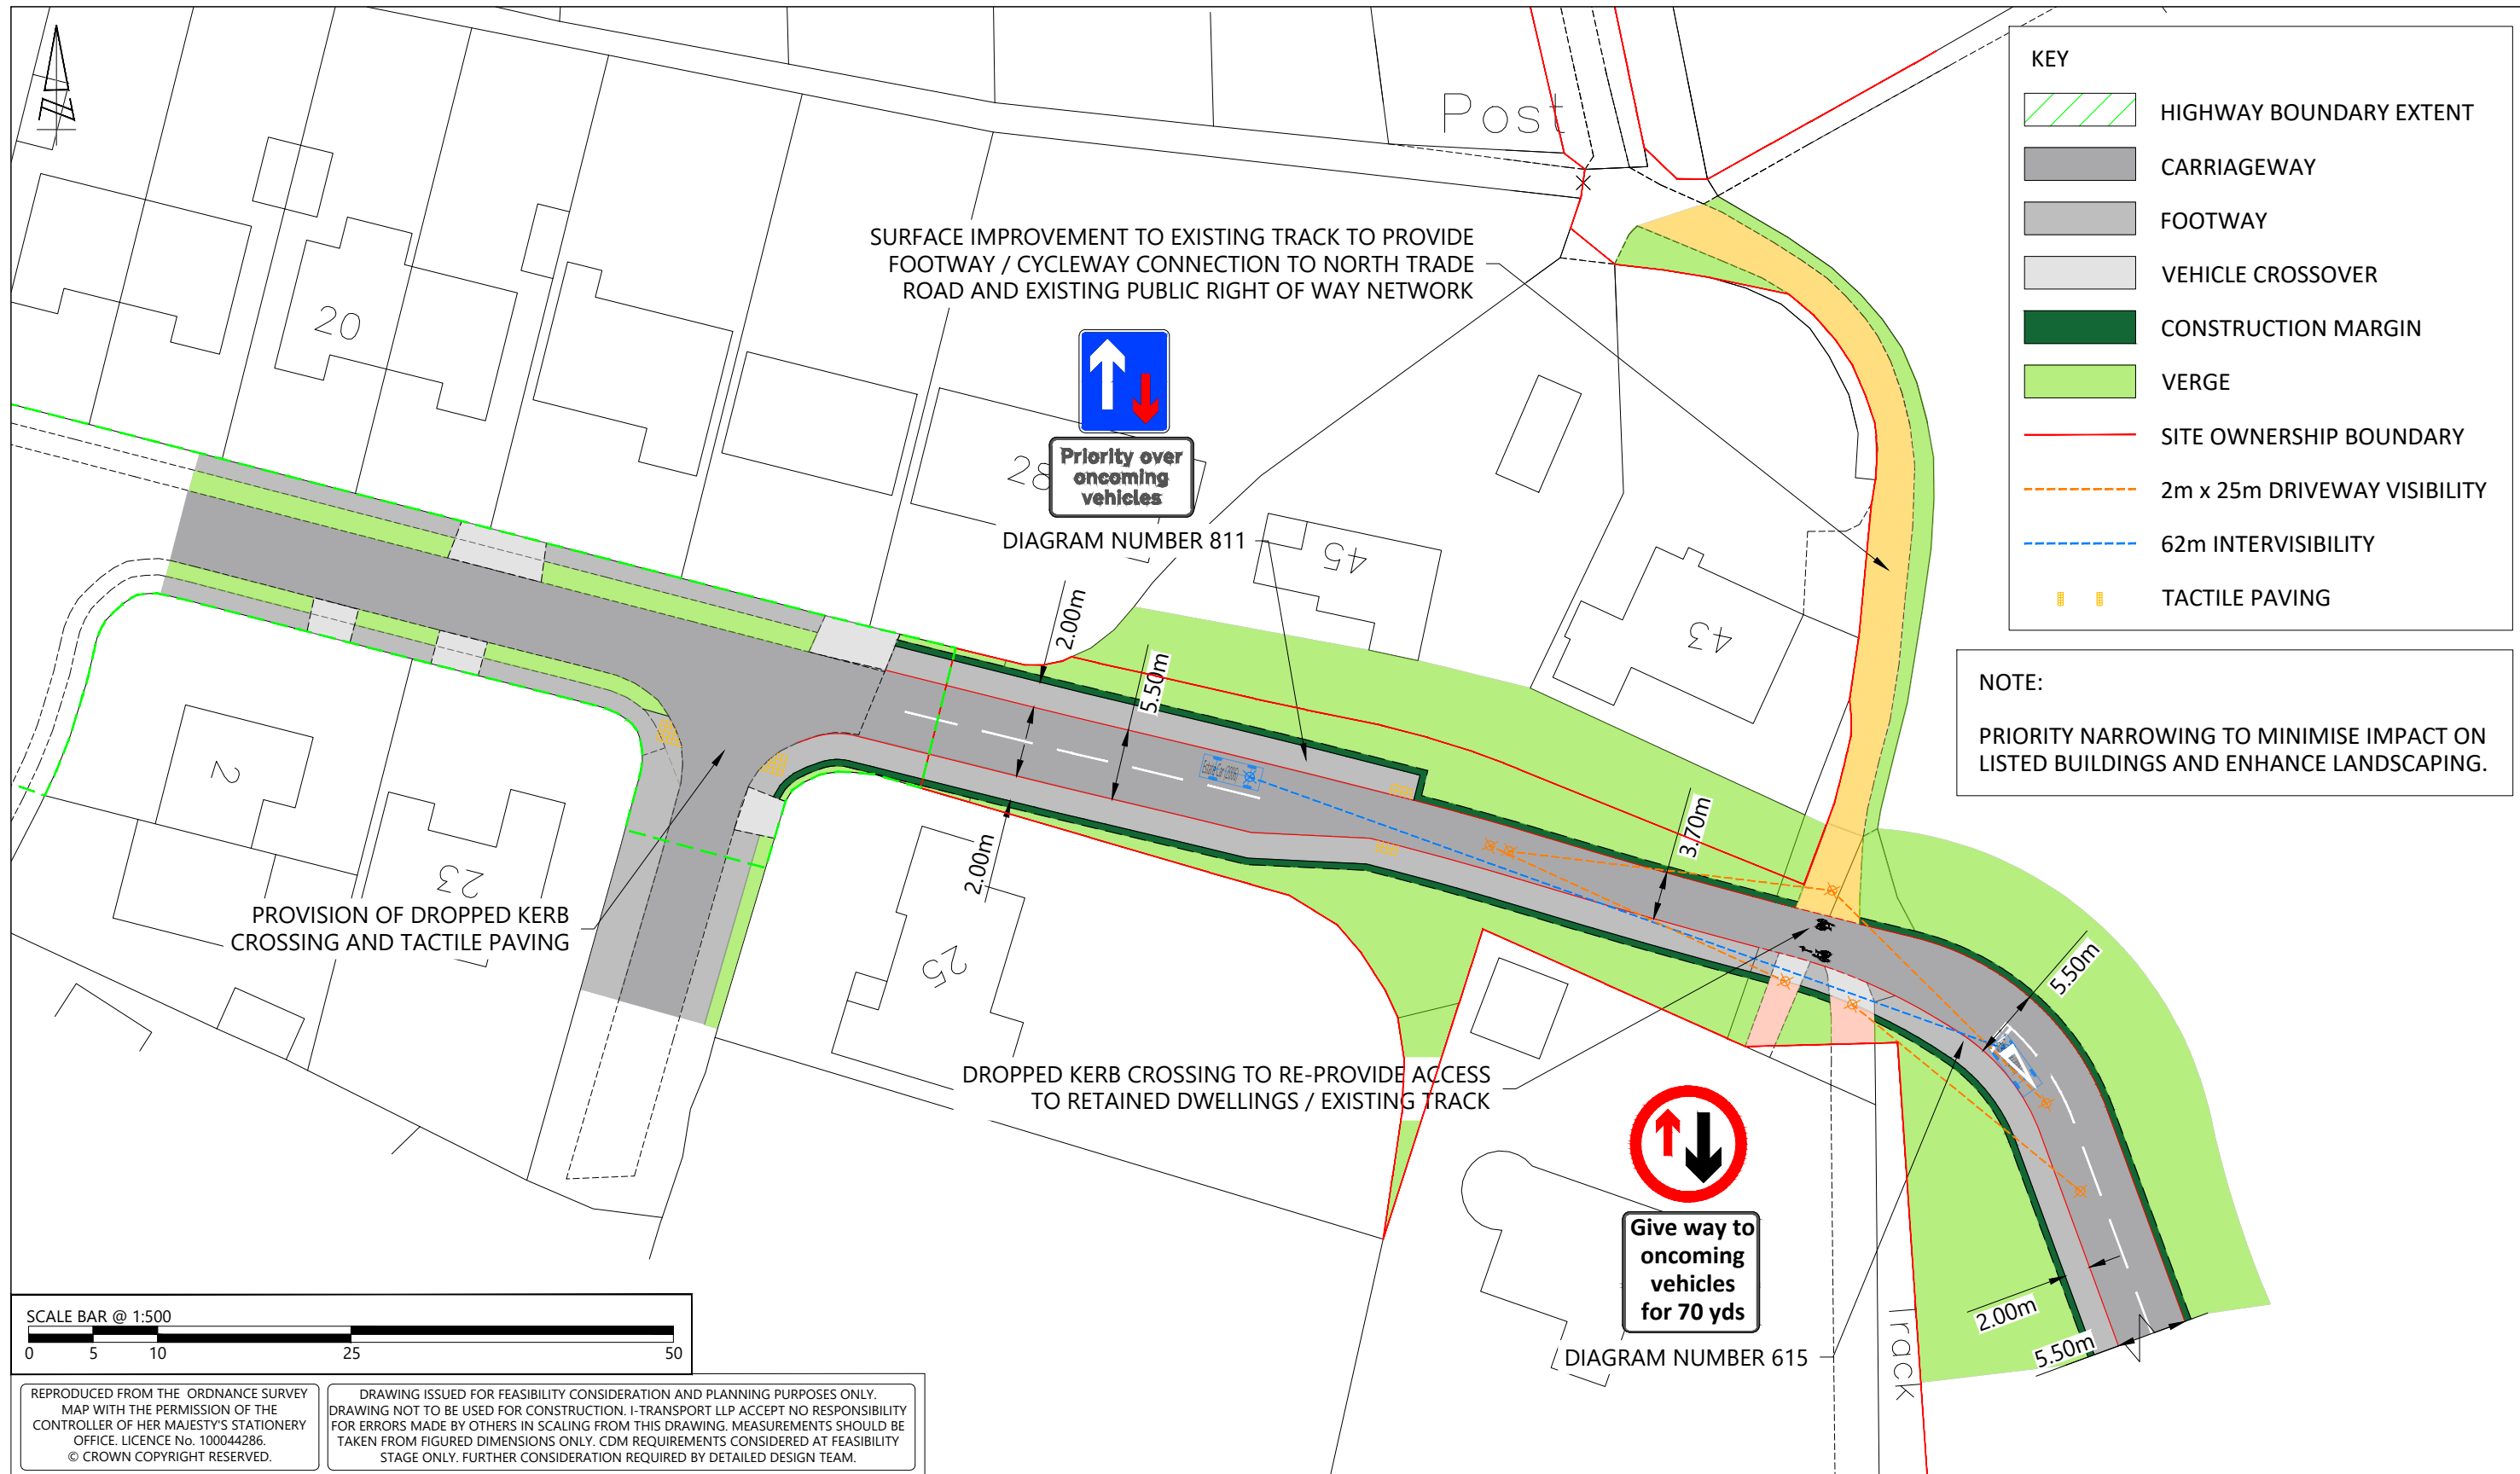 Post
KEY
HIGHWAY BOUNDARY EXTENT
CARRIAGEWAY
FOOTWAY
VEHICLE CROSSOVER
CONSTRUCTION MARGIN
VERGE
SITE OWNERSHIP BOUNDARY
2m x 25m DRIVEWAY VISIBILITY
62m INTERVISIBILITY
TACTILE PAVING
NOTE:
PRIORITY NARROWING TO MINIMISE IMPACT ON
LISTED BUILDINGS AND ENHANCE LANDSCAPING.
SURFACE IMPROVEMENT TO EXISTING TRACK TO PROVIDE
FOOTWAY / CYCLEWAY CONNECTION TO NORTH TRADE
ROAD AND EXISTING PUBLIC RIGHT OF WAY NETWORK
20
28
Priority over
oncoming
vehicles
DIAGRAM NUMBER 811
45
43
2.00m
5.50m
2
23
25
2.00m
3.70m
5.50m
PROVISION OF DROPPED KERB
CROSSING AND TACTILE PAVING
DROPPED KERB CROSSING TO RE-PROVIDE ACCESS
TO RETAINED DWELLINGS / EXISTING TRACK
Give way to
oncoming
vehicles
for 70 yds
DIAGRAM NUMBER 615
Track
2.00m
5.50m
SCALE BAR @ 1:500
0 5 10 25 50
REPRODUCED FROM THE ORDNANCE SURVEY
MAP WITH THE PERMISSION OF THE
CONTROLLER OF HER MAJESTY'S STATIONERY
OFFICE. LICENCE No. 100044286.
© CROWN COPYRIGHT RESERVED.
DRAWING ISSUED FOR FEASIBILITY CONSIDERATION AND PLANNING PURPOSES ONLY.
DRAWING NOT TO BE USED FOR CONSTRUCTION. I-TRANSPORT LLP ACCEPT NO RESPONSIBILITY
FOR ERRORS MADE BY OTHERS IN SCALING FROM THIS DRAWING. MEASUREMENTS SHOULD BE
TAKEN FROM FIGURED DIMENSIONS ONLY. CDM REQUIREMENTS CONSIDERED AT FEASIBILITY
STAGE ONLY. FURTHER CONSIDERATION REQUIRED BY DETAILED DESIGN TEAM.